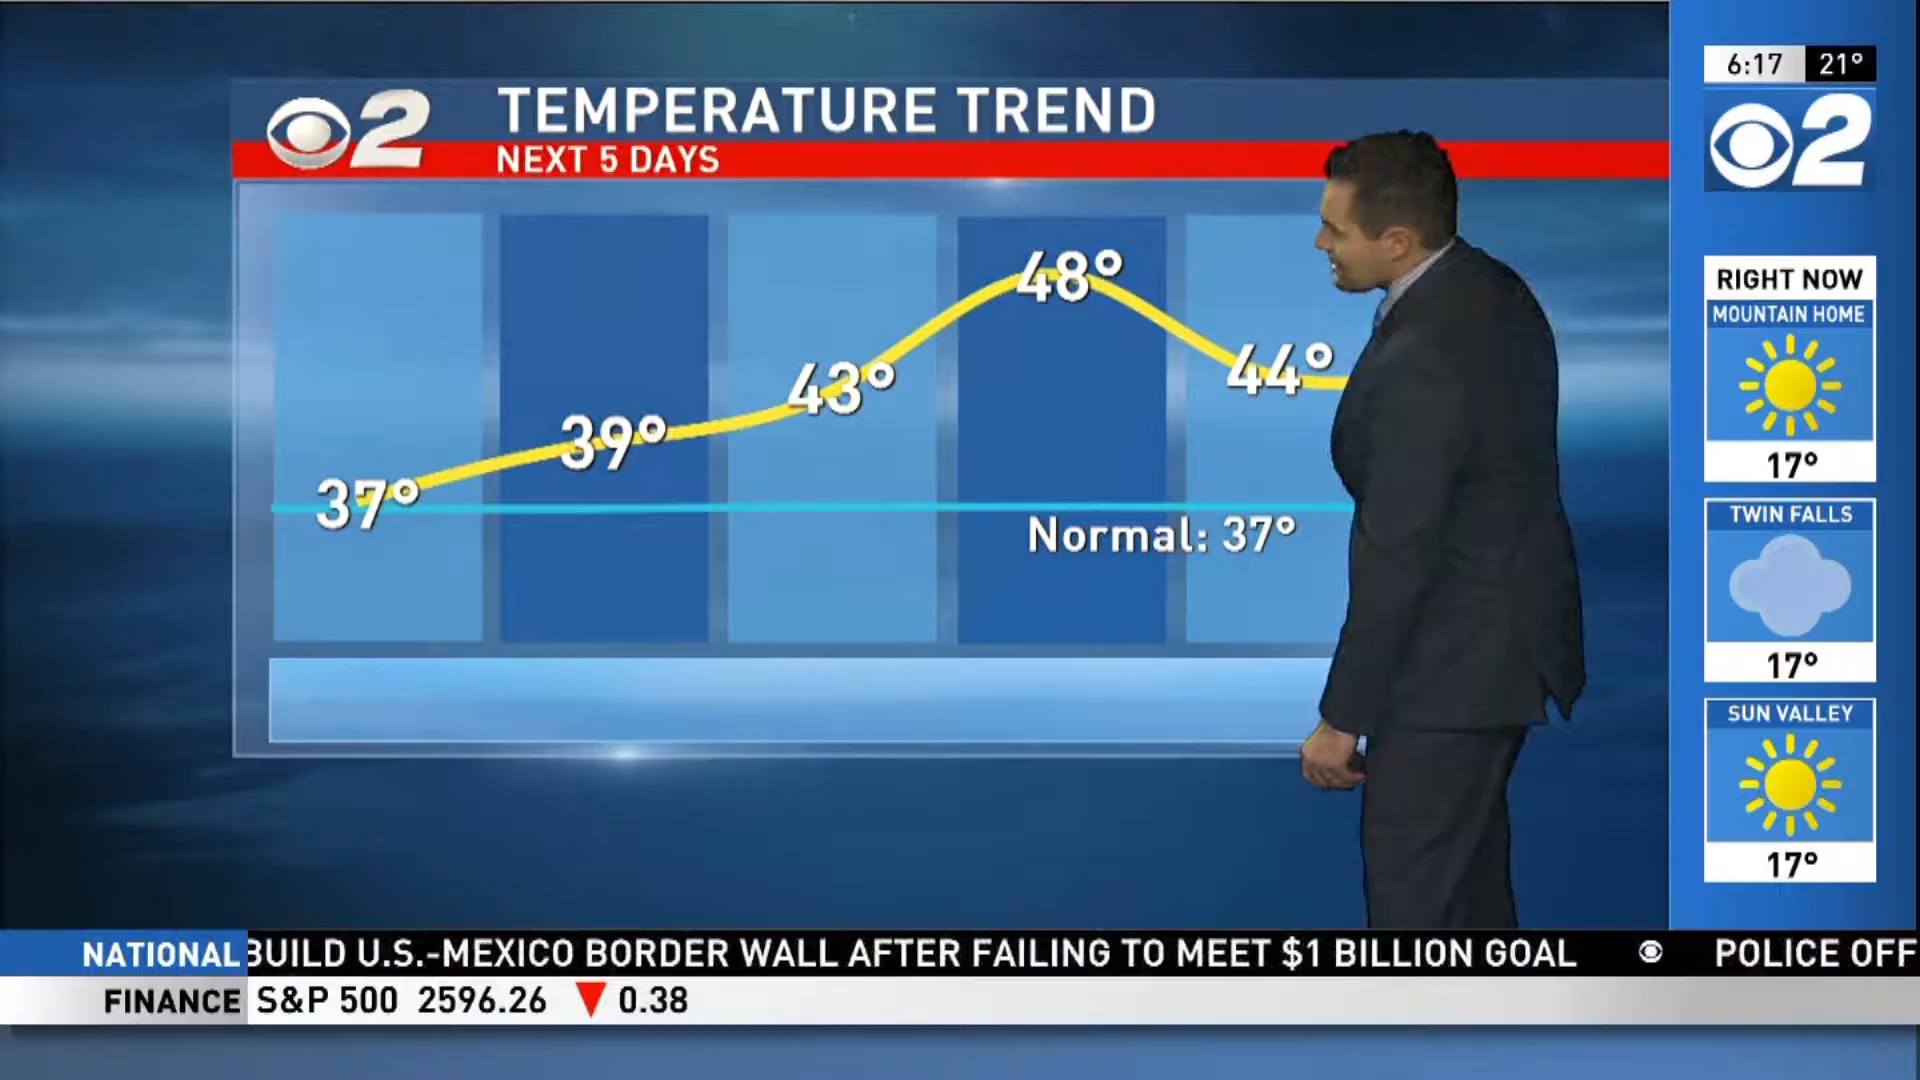 2 TEMPERATURE TREND
NEXT 5 DAYS
37°
39°
43°
48°
44°
Normal: 37°
6:17 21°
2
RIGHT NOW
MOUNTAIN HOME
17°
TWIN FALLS
17°
SUN VALLEY
17°
NATIONAL BUILD U.S.-MEXICO BORDER WALL AFTER FAILING TO MEET $1 BILLION GOAL POLICE OFF
FINANCE S&P 500 2596.26 ▼ 0.38